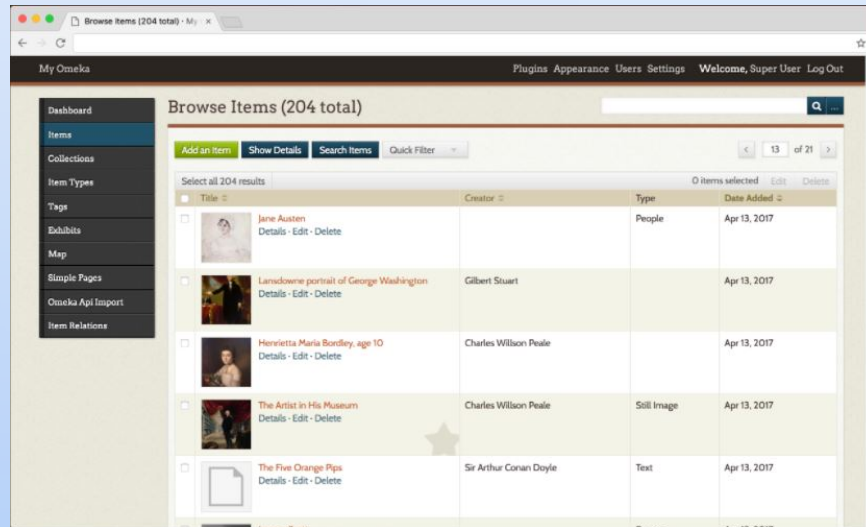 Browse Items (204 total) · My
My Omeka
Plugins Appearance Users Settings Welcome, Super User Log Out
Dashboard
Items
Collections
Item Types
Tags
Exhibits
Map
Simple Pages
Omeka Api Import
Item Relations
Browse Items (204 total)
...
Add an Item Show Details Search Items Quick Filter
13 of 21
Select all 204 results 0 items selected Edit Delete
Title Creator Type Date Added
Jane Austen People Apr 13, 2017
Details · Edit · Delete
Lansdowne portrait of George Washington Gilbert Stuart Apr 13, 2017
Details · Edit · Delete
Henrietta Maria Bordley, age 10 Charles Willson Peale Apr 13, 2017
Details · Edit · Delete
The Artist in His Museum Charles Willson Peale Still Image Apr 13, 2017
Details · Edit · Delete
The Five Orange Pips Sir Arthur Conan Doyle Text Apr 13, 2017
Details · Edit · Delete